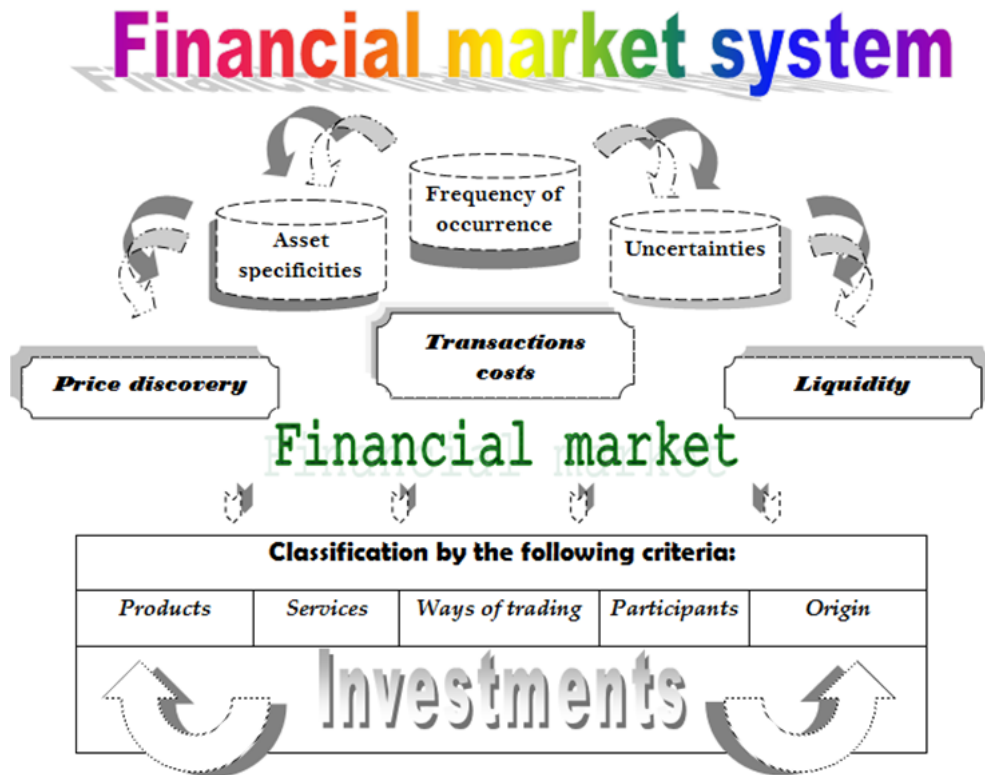 Financial market system
Frequency of
occurrence
Asset
specificities
Uncertainties
Transactions
costs
Price discovery
Liquidity
Financial market
Classification by the following criteria:
Products Services Ways of trading Participants Origin
Investments